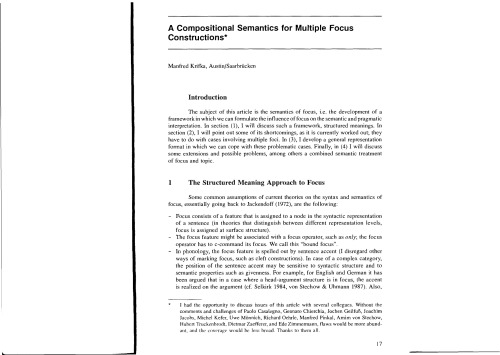 A Compositional Semantics for Multiple Focus
Constructions*
Manfred Krifka, Austin/Saarbrücken
Introduction
The subject of this article is the semantics of focus, i.e. the development of a
framework in which we can formulate the influence of focus on the semantic and pragmatic
interpretation. In section (1), I will discuss such a framework, structured meanings. In
section (2), I will point out some of its shortcomings, as it is currently worked out; they
have to do with cases involving multiple foci. In (3), I develop a general representation
format in which we can cope with these problematic cases. Finally, in (4) I will discuss
some extensions and possible problems, among others a combined semantic treatment
of focus and topic.
1 The Structured Meaning Approach to Focus
Some common assumptions of current theories on the syntax and semantics of
focus, essentially going back to Jackendoff (1972), are the following:
– Focus consists of a feature that is assigned to a node in the syntactic representation
of a sentence (in theories that distinguish between different representation levels,
focus is assigned at surface structure).
– The focus feature might be associated with a focus operator, such as only; the focus
operator has to c-command its focus. We call this "bound focus".
– In phonology, the focus feature is spelled out by sentence accent (I disregard other
ways of marking focus, such as cleft constructions). In case of a complex category,
the position of the sentence accent may be sensitive to syntactic structure and to
semantic properties such as givenness. For example, for English and German it has
been argued that in a case where a head-argument structure is in focus, the accent
is realized on the argument (cf. Selkirk 1984, von Stechow & Uhmann 1987). Also,
* I had the opportunity to discuss issues of this article with several collegues. Without the
comments and challenges of Paolo Casalegno, Gennaro Chierchia, Jochen Geilfuß, Joachim
Jacobs, Michel Kefer, Uwe Mönnich, Richard Oehrle, Manfred Pinkal, Arnim von Stechow,
Hubert Truckenbrodt, Dietmar Zaefferer, and Ede Zimmermann, flaws would be more abund-
ant, and the coverage would be less broad. Thanks to them all.
17